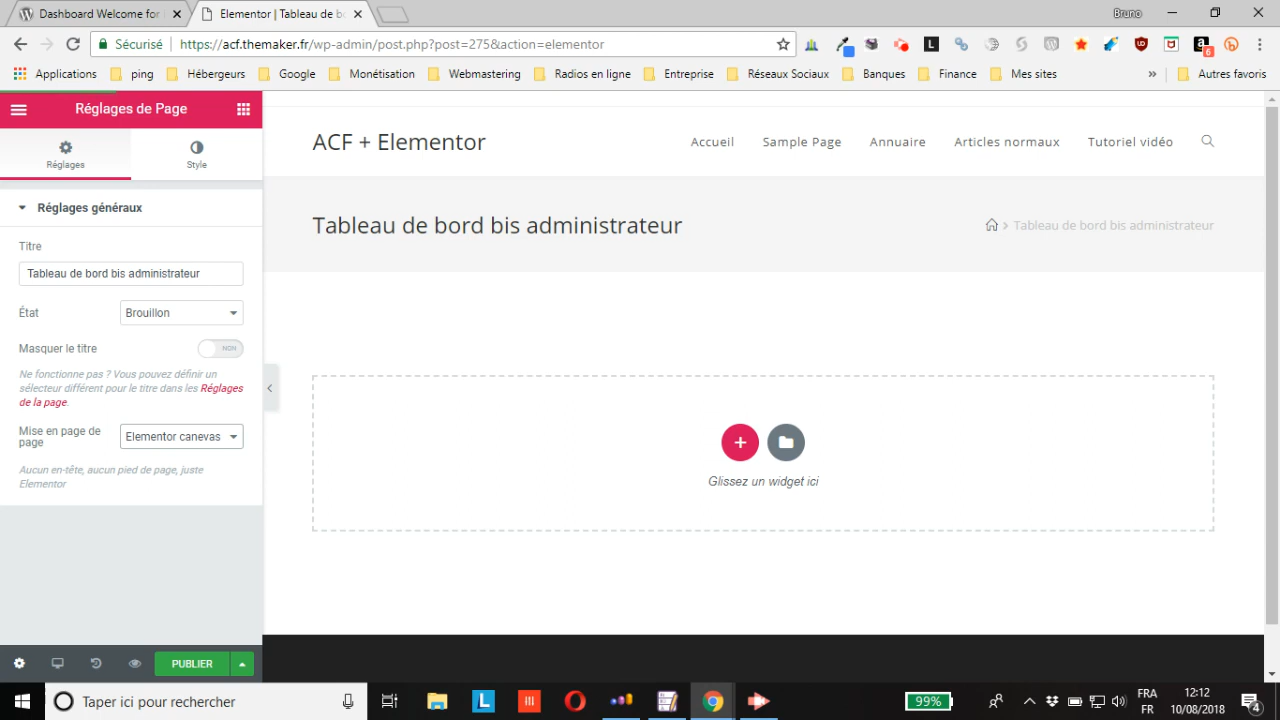 Dashboard Welcome for
Elementor | Tableau de bo
Bruno
Sécurisé
https://acf.themaker.fr/wp-admin/post.php?post=275&action=elementor
L
6
Applications
ping
Hébergeurs
Google
Monétisation
Webmastering
Radios en ligne
Entreprise
Réseaux Sociaux
Banques
Finance
Mes sites
»
Autres favoris
Réglages de Page
Réglages
Style
Réglages généraux
Titre
Tableau de bord bis administrateur
État
Brouillon
Masquer le titre
NON
Ne fonctionne pas ? Vous pouvez définir un
sélecteur différent pour le titre dans les Réglages
de la page.
Mise en page de
page
Elementor canevas
Aucun en-tête, aucun pied de page, juste
Elementor
PUBLIER
ACF + Elementor
Accueil
Sample Page
Annuaire
Articles normaux
Tutoriel vidéo
Tableau de bord bis administrateur
Tableau de bord bis administrateur
Glissez un widget ici
Taper ici pour rechercher
L
99%
FRA
FR
12:12
10/08/2018
4